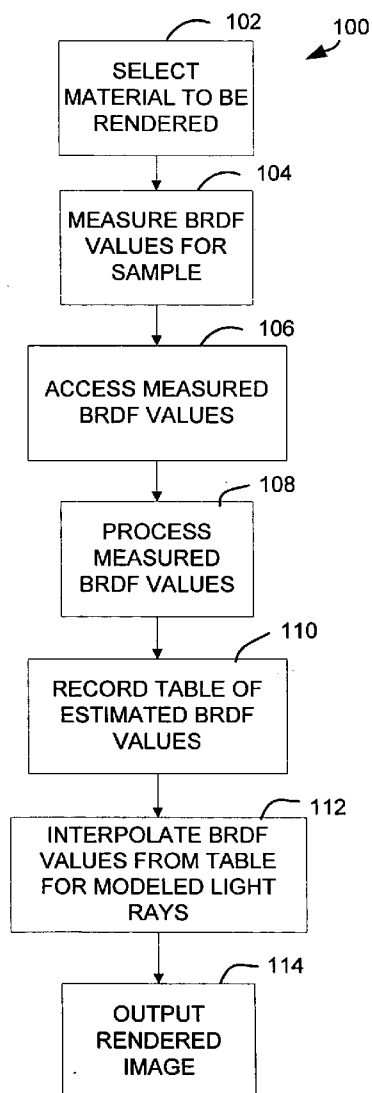 102
100
SELECT
MATERIAL TO BE
RENDERED
104
MEASURE BRDF
VALUES FOR
SAMPLE
106
ACCESS MEASURED
BRDF VALUES
108
PROCESS
MEASURED
BRDF VALUES
110
RECORD TABLE OF
ESTIMATED BRDF
VALUES
112
INTERPOLATE BRDF
VALUES FROM TABLE
FOR MODELED LIGHT
RAYS
114
OUTPUT
RENDERED
IMAGE